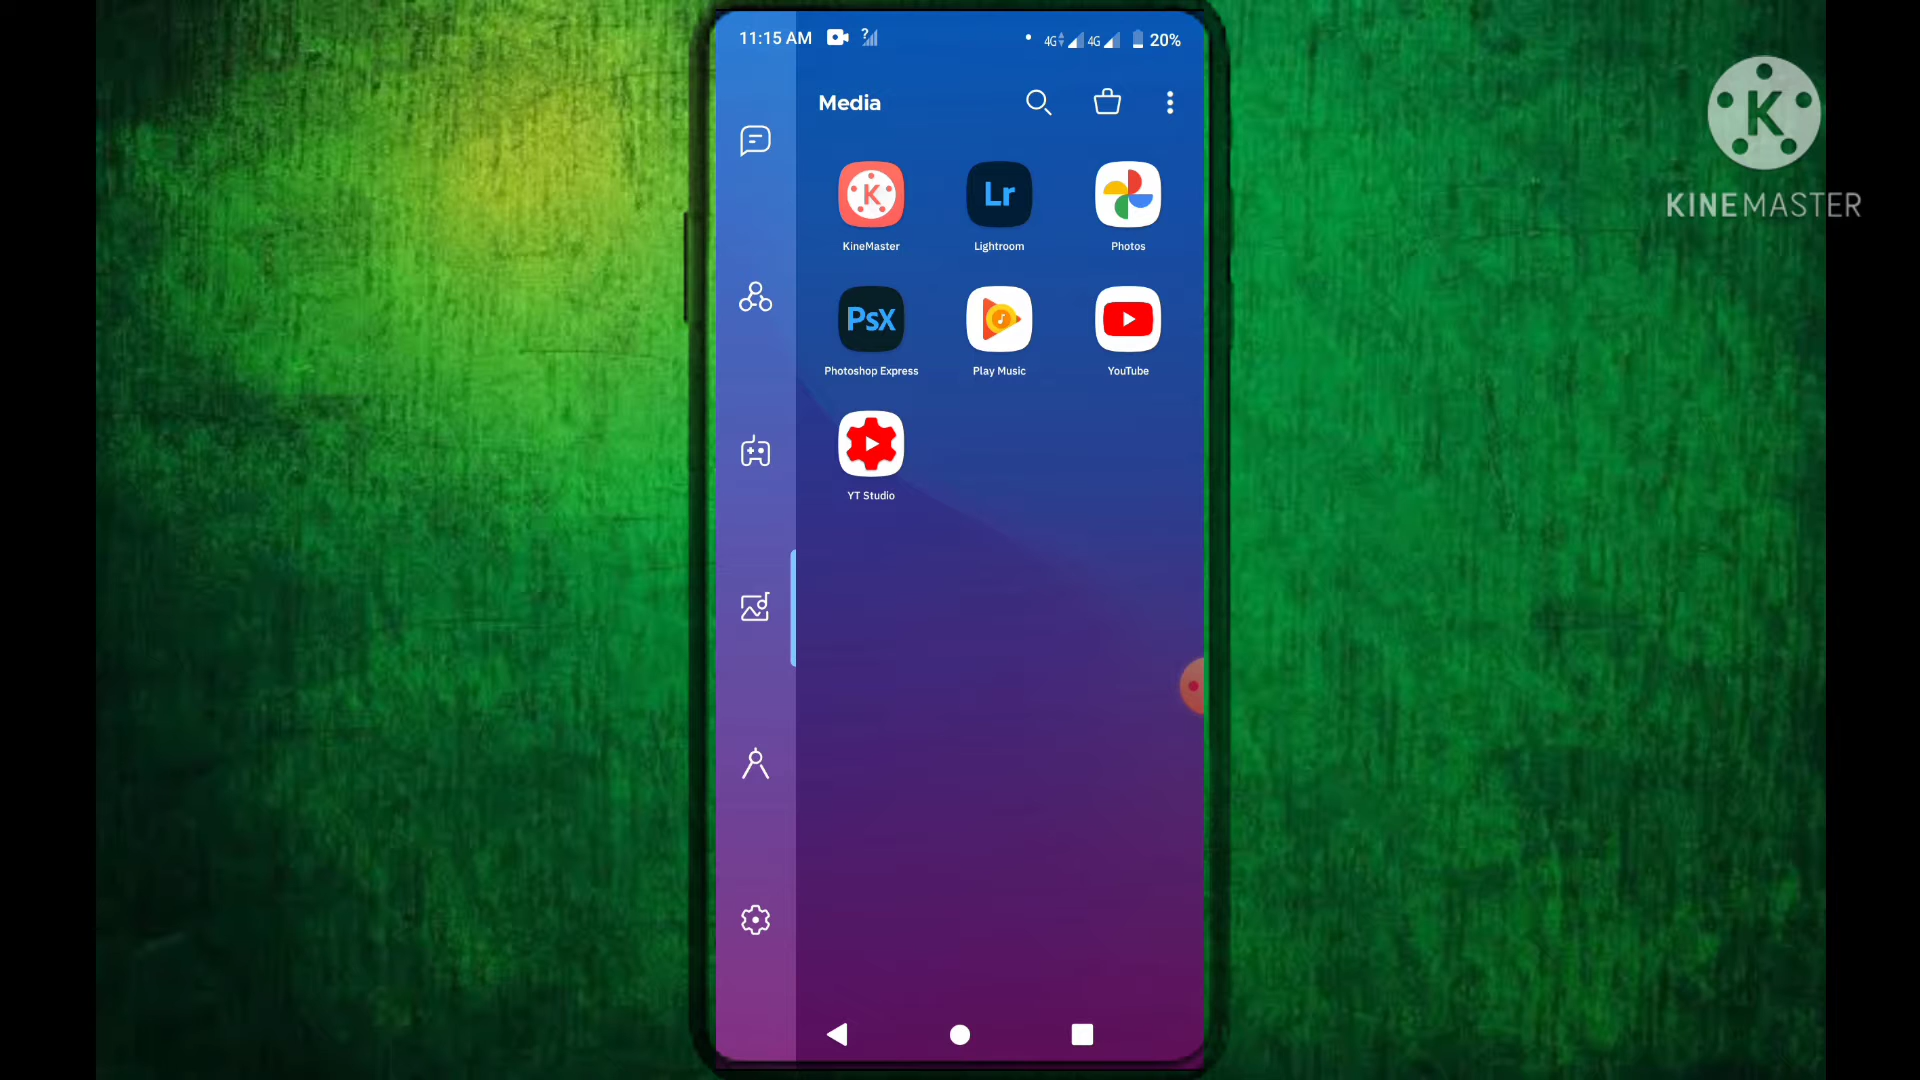 11:15 AM
4G 4G 20%
Media
K
KINEMASTER
K
Lr
KineMaster
Lightroom
Photos
PsX
Photoshop Express
Play Music
YouTube
YT Studio